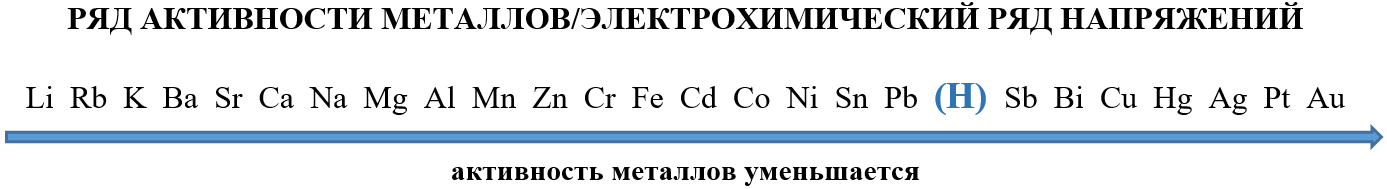 РЯД АКТИВНОСТИ МЕТАЛЛОВ/ЭЛЕКТРОХИМИЧЕСКИЙ РЯД НАПРЯЖЕНИЙ
Li Rb K Ba Sr Ca Na Mg Al Mn Zn Cr Fe Cd Co Ni Sn Pb (H) Sb Bi Cu Hg Ag Pt Au
активность металлов уменьшается